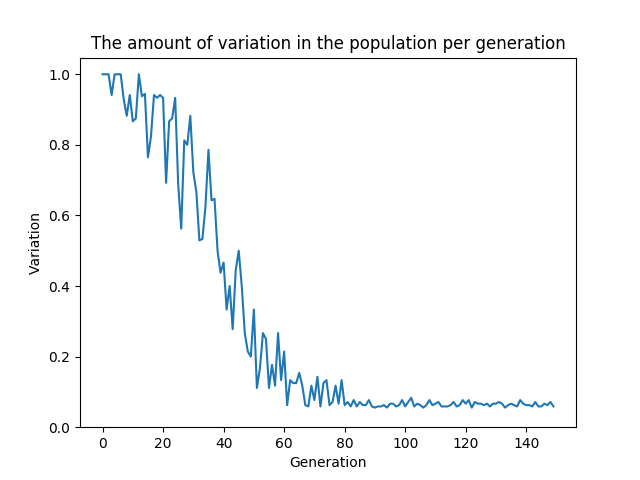 The amount of variation in the population per generation
1.0
0.8
0.6
0.4
0.2
0.0
Variation
0 20 40 60 80 100 120 140
Generation